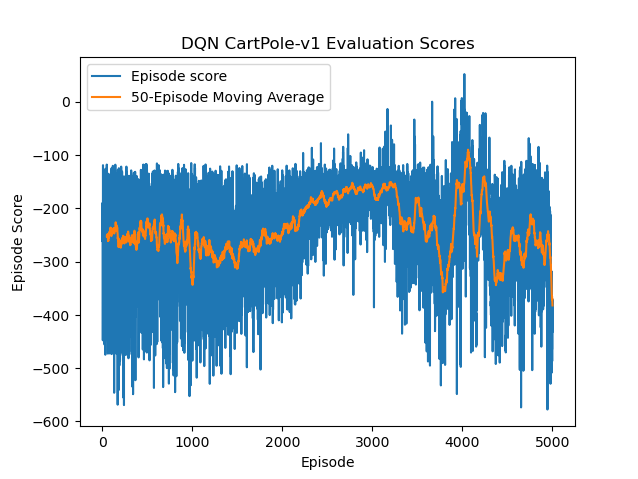 DQN CartPole-v1 Evaluation Scores
Episode score
50-Episode Moving Average
0
−100
−200
−300
−400
−500
−600
Episode Score
0
1000
2000
3000
4000
5000
Episode